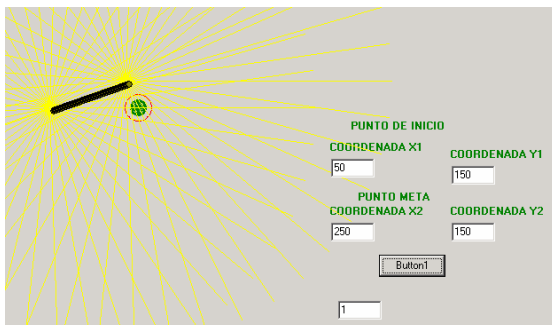 PUNTO DE INICIO
COORDENADA X1
COORDENADA Y1
50
150
PUNTO META
COORDENADA X2
COORDENADA Y2
250
150
Button1
1